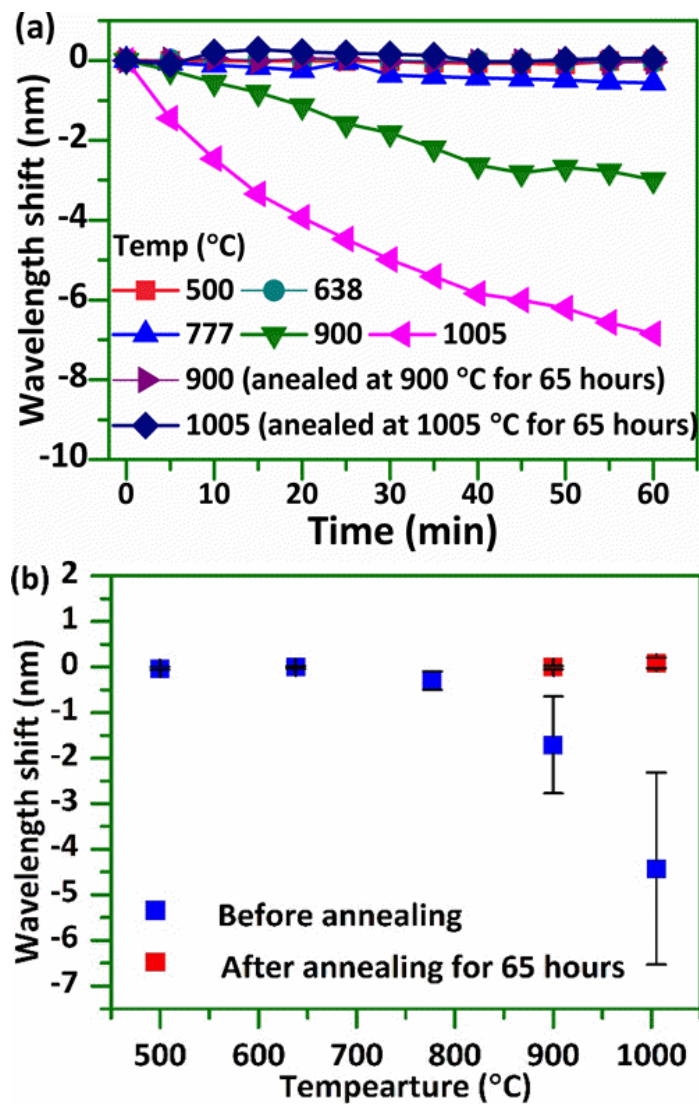 (a)
Wavelength shift (nm)
0
-2
-4
-6
-8
-10
Temp (°C)
500 638
777 900 1005
900 (anealed at 900 °C for 65 hours)
1005 (anealed at 1005 °C for 65 hours)
0 10 20 30 40 50 60
Time (min)
(b)
Wavelength shift (nm)
2
1
0
-1
-2
-3
-4
-5
-6
-7
Before annealing
After annealing for 65 hours
500 600 700 800 900 1000
Tempearture (°C)